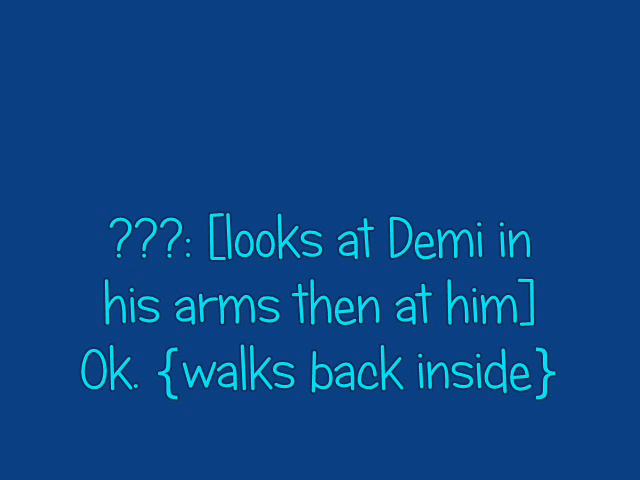 ???: [looks at Demi in
his arms then at him]
Ok. {walks back inside}